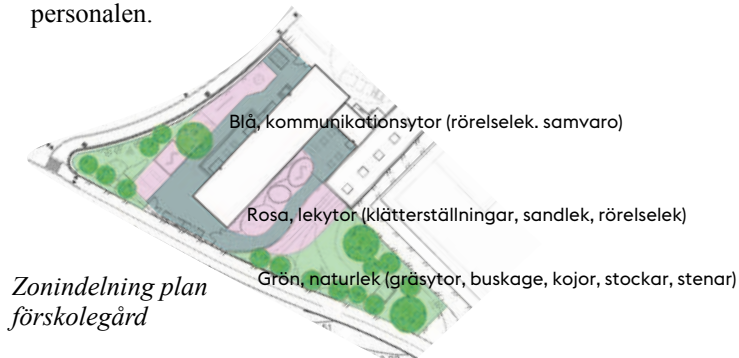 personalen.
Blå, kommunikationsytor (rörelselek. samvaro)
Rosa, lekytor (klätterställningar, sandlek, rörelselek)
Grön, naturlek (gräsytor, buskage, kojor, stockar, stenar)
Zonindelning plan
förskolegård